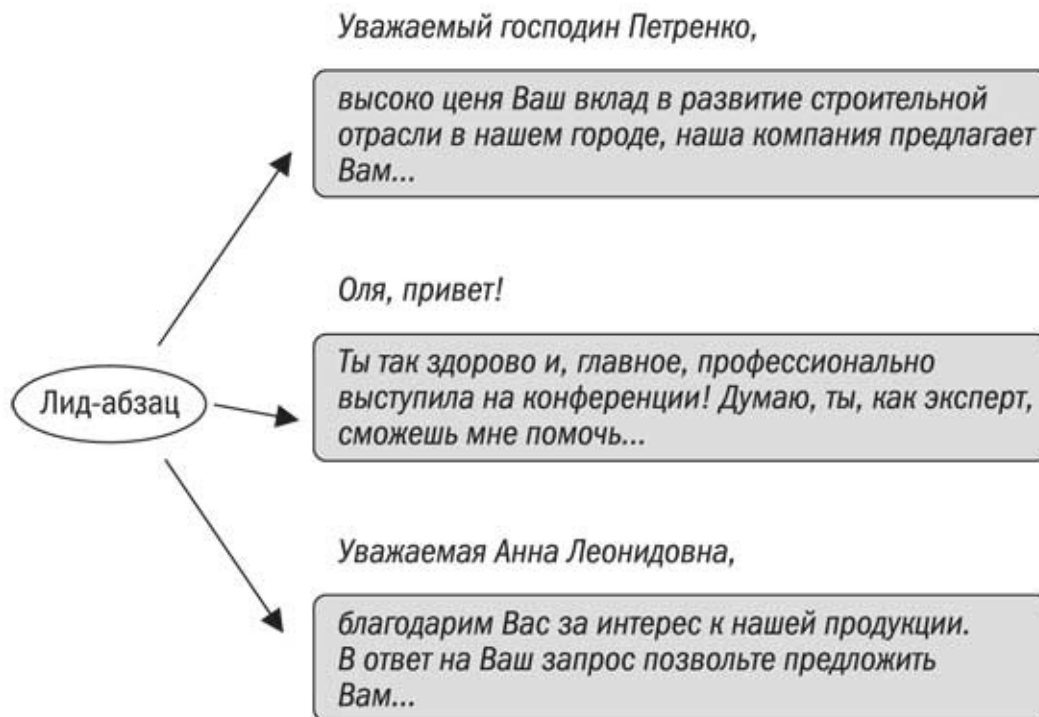 Уважаемый господин Петренко,
высоко ценя Ваш вклад в развитие строительной
отрасли в нашем городе, наша компания предлагает
Вам...
Оля, привет!
Лид-абзац
Ты так здорово и, главное, профессионально
выступила на конференции! Думаю, ты, как эксперт,
сможешь мне помочь...
Уважаемая Анна Леонидовна,
благодарим Вас за интерес к нашей продукции.
В ответ на Ваш запрос позвольте предложить
Вам...